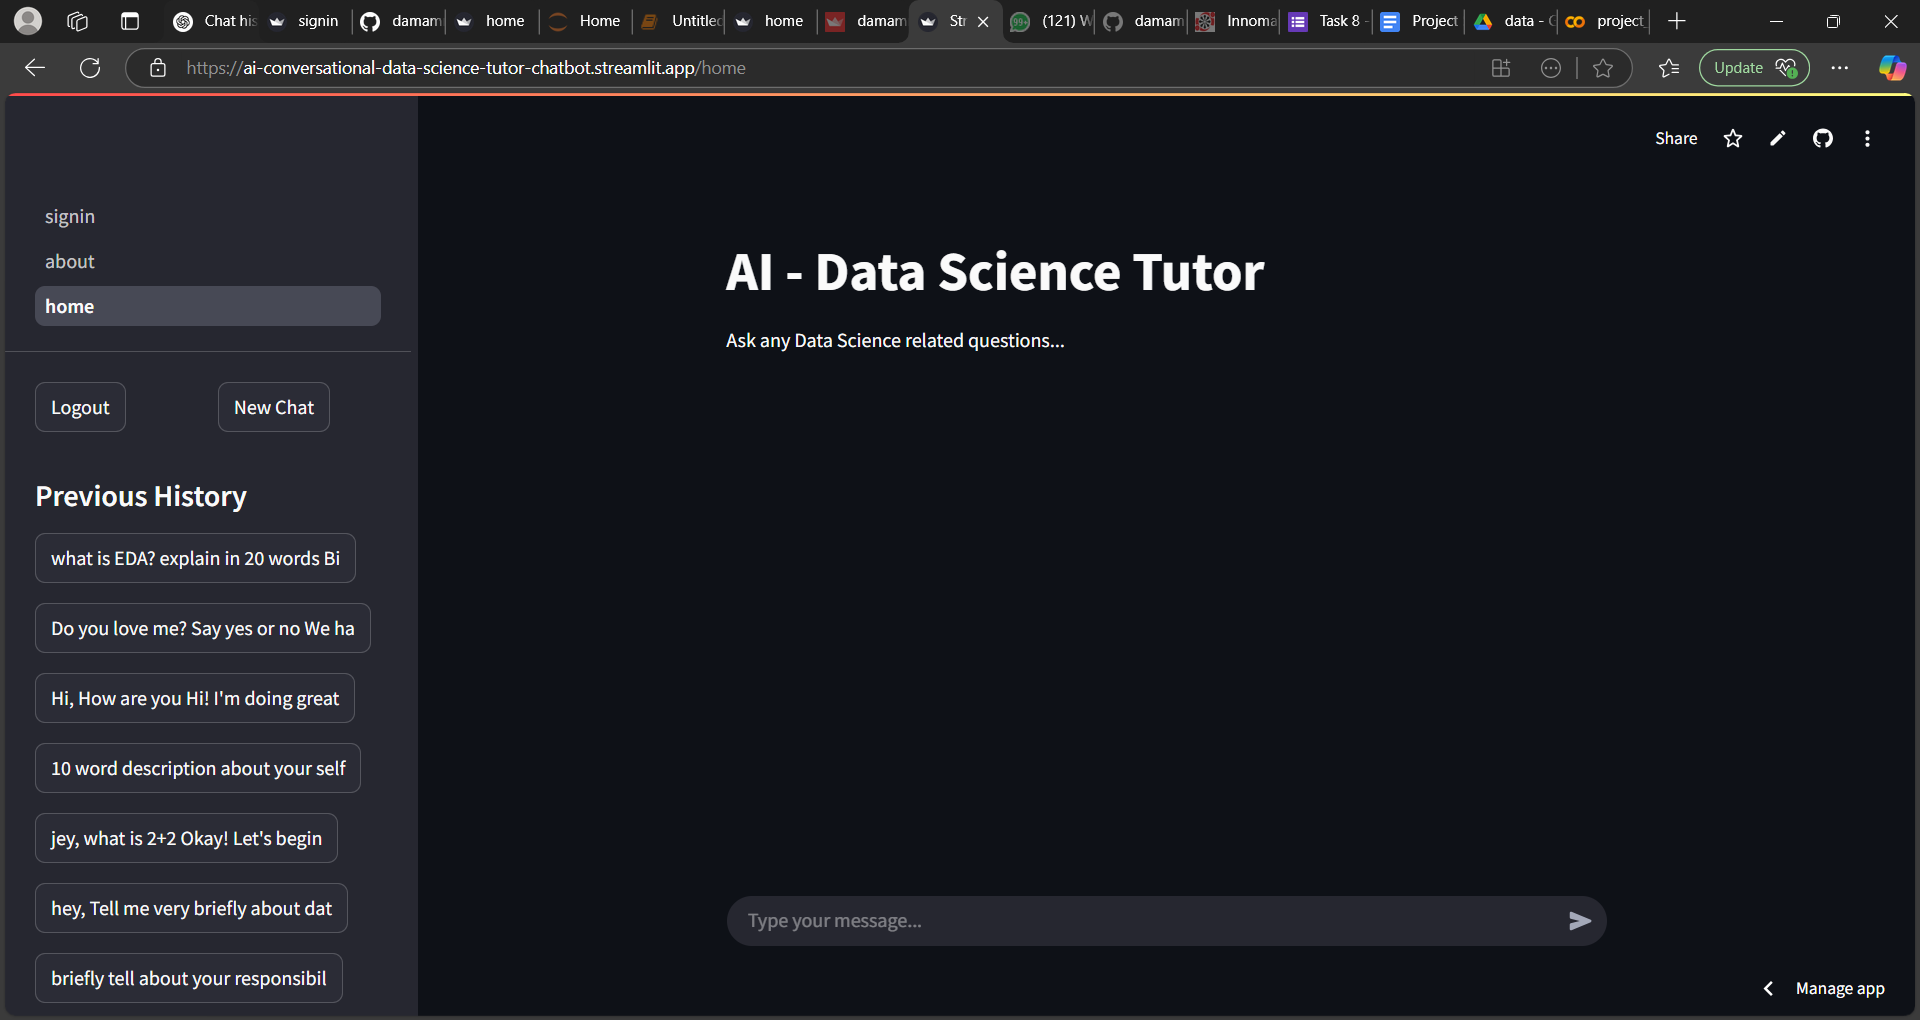 Chat his
signin
damam
home
Home
Untitled
home
damam
Str
99+
(121) W
damam
Innoma
Task 8 -
Project
data - G
project_
https://ai-conversational-data-science-tutor-chatbot.streamlit.app/home
Update
Share
signin
about
home
Logout
New Chat
Previous History
what is EDA? explain in 20 words Bi
Do you love me? Say yes or no We ha
Hi, How are you Hi! I'm doing great
10 word description about your self
jey, what is 2+2 Okay! Let's begin
hey, Tell me very briefly about dat
briefly tell about your responsibil
AI - Data Science Tutor
Ask any Data Science related questions...
Type your message...
Manage app